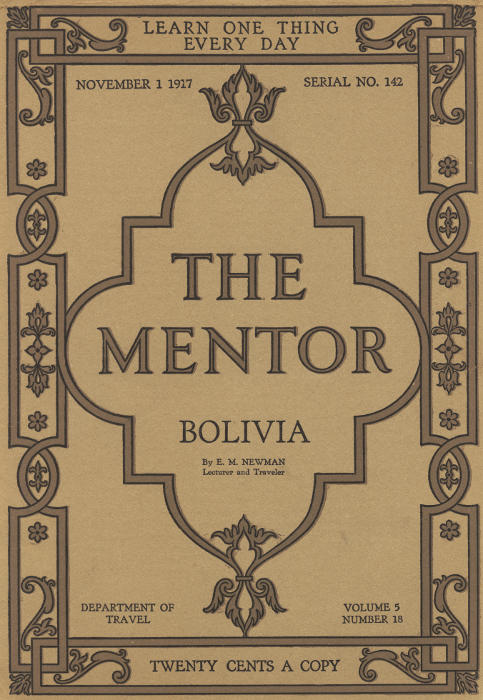 LEARN ONE THING
EVERY DAY
NOVEMBER 1 1917
SERIAL NO. 142
THE
MENTOR
BOLIVIA
By E. M. NEWMAN
Lecturer and Traveler
DEPARTMENT OF
TRAVEL
VOLUME 5
NUMBER 18
TWENTY CENTS A COPY